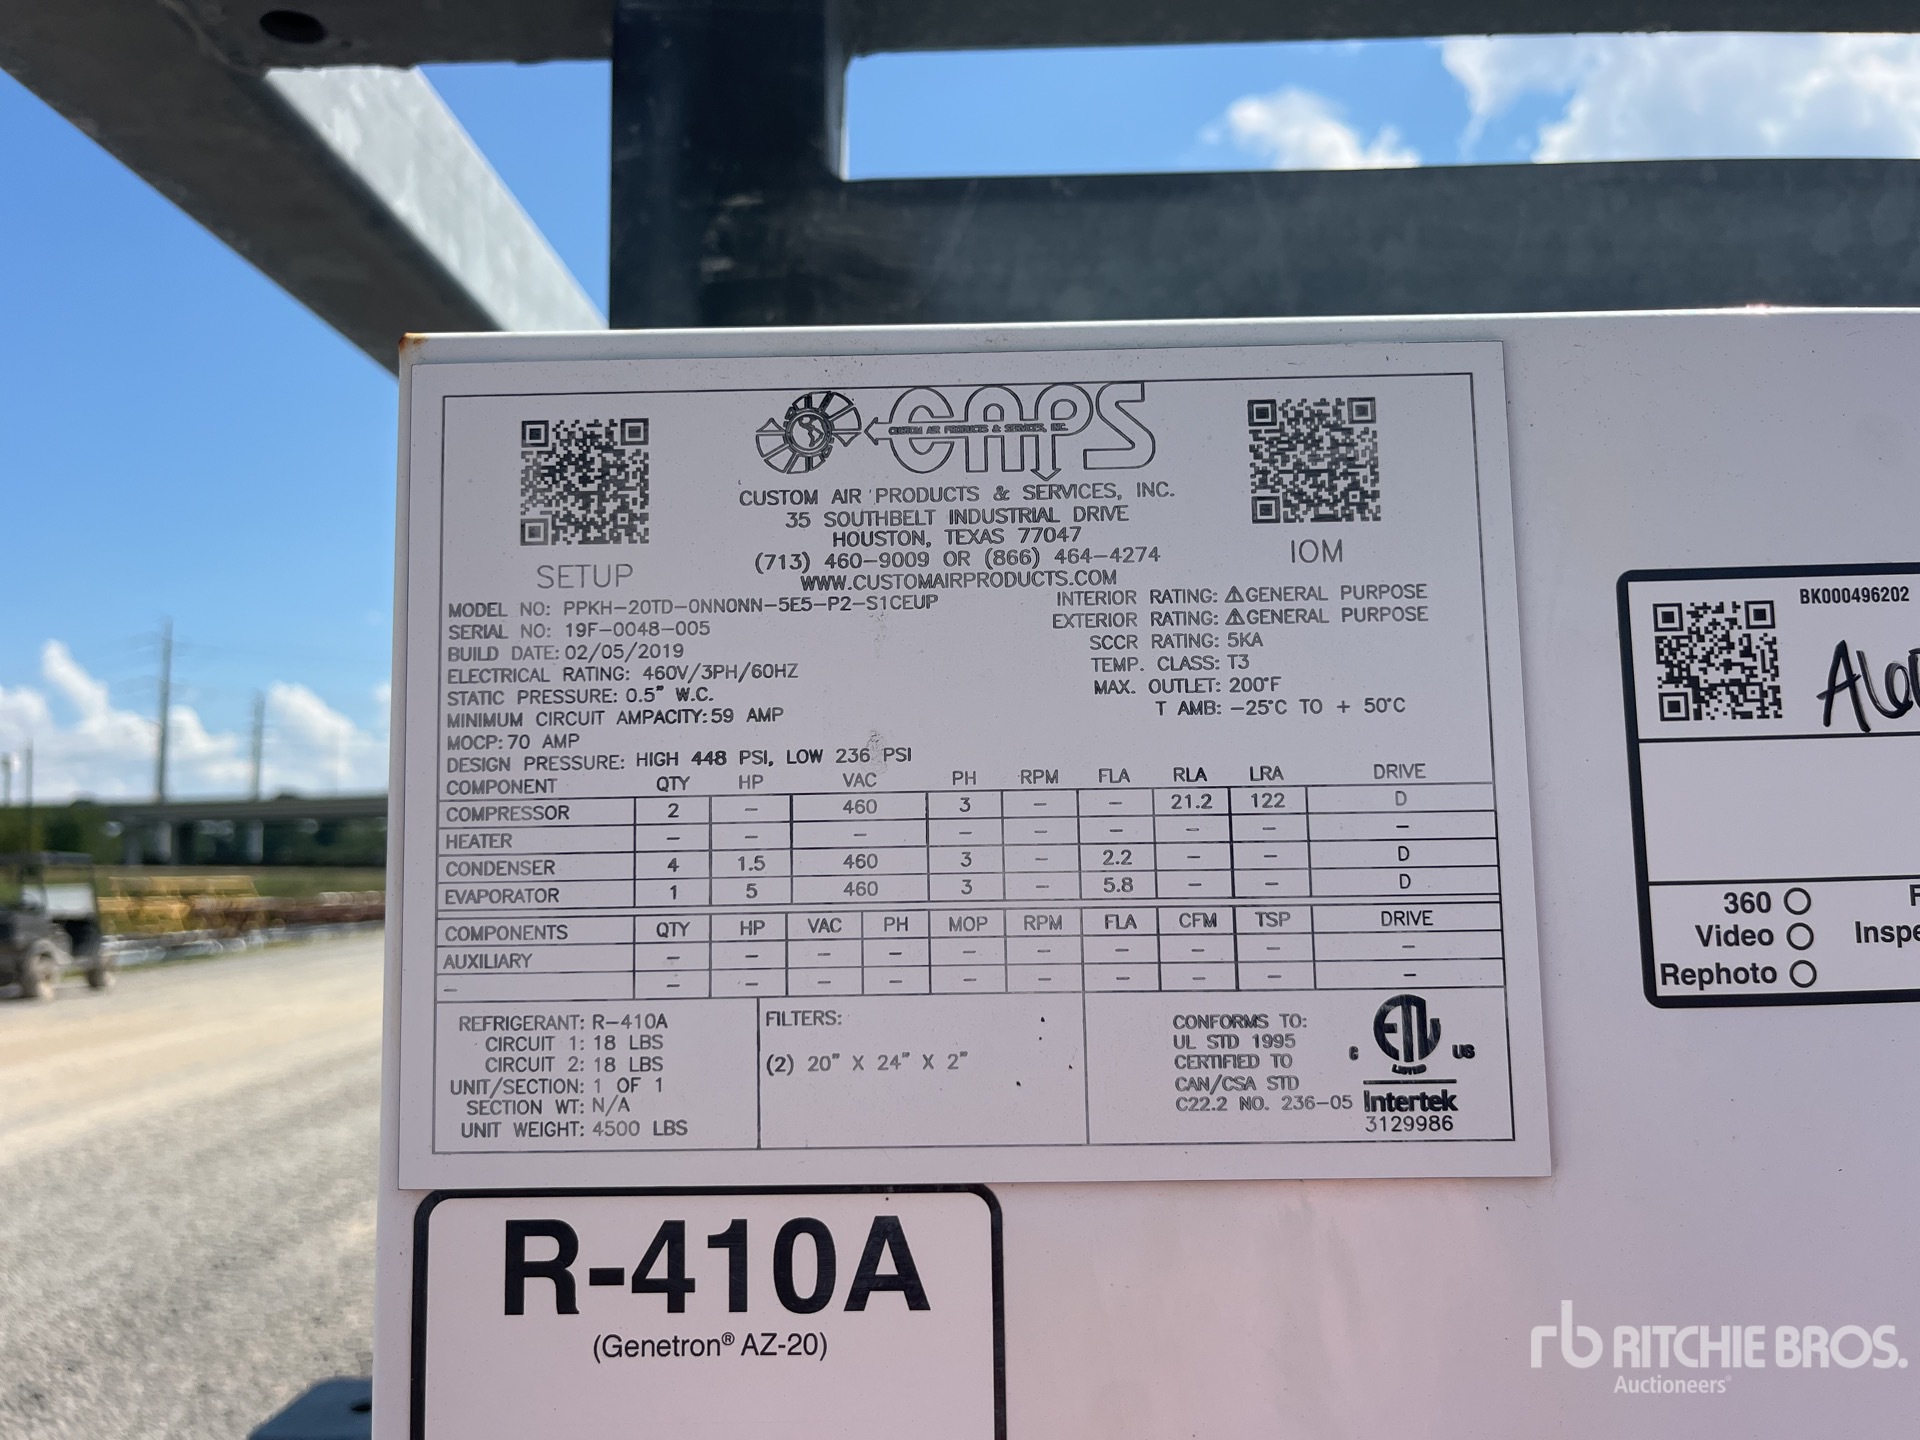 CAPS
CUSTOM AIR PRODUCTS & SERVICES, INC.
CUSTOM AIR PRODUCTS & SERVICES, INC.
35 SOUTHBELT INDUSTRIAL DRIVE
HOUSTON, TEXAS 77047
(713) 460-9009 OR (866) 464-4274
WWW.CUSTOMAIRPRODUCTS.COM
SETUP
IOM
MODEL NO: PPKH-20TD-0NN0NN-5E5-P2-S1CEUP
SERIAL NO: 19F-0048-005
BUILD DATE: 02/05/2019
ELECTRICAL RATING: 460V/3PH/60HZ
STATIC PRESSURE: 0.5" W.C.
MINIMUM CIRCUIT AMPACITY: 59 AMP
MOCP: 70 AMP
DESIGN PRESSURE: HIGH 448 PSI, LOW 236 PSI
INTERIOR RATING: ⚠GENERAL PURPOSE
EXTERIOR RATING: ⚠GENERAL PURPOSE
SCCR RATING: 5KA
TEMP. CLASS: T3
MAX. OUTLET: 200°F
T AMB: -25°C TO + 50°C
COMPONENT QTY HP VAC PH RPM FLA RLA LRA DRIVE
COMPRESSOR 2 - 460 3 - - 21.2 122 D
HEATER - - - - - - - - -
CONDENSER 4 1.5 460 3 - 2.2 - - D
EVAPORATOR 1 5 460 3 - 5.8 - - D
COMPONENTS QTY HP VAC PH MOP RPM FLA CFM TSP DRIVE
AUXILIARY - - - - - - - - - -
- - - - - - - - - - -
REFRIGERANT: R-410A
CIRCUIT 1: 18 LBS
CIRCUIT 2: 18 LBS
UNIT/SECTION: 1 OF 1
SECTION WT: N/A
UNIT WEIGHT: 4500 LBS
FILTERS:
(2) 20" X 24" X 2"
CONFORMS TO:
UL STD 1995
CERTIFIED TO
CAN/CSA STD
C22.2 NO. 236-05
ETL
LISTED
C US
Intertek
3129986
R-410A
(Genetron® AZ-20)
BK000496202
360
Video
Rephoto
rb RITCHIE BROS.
Auctioneers